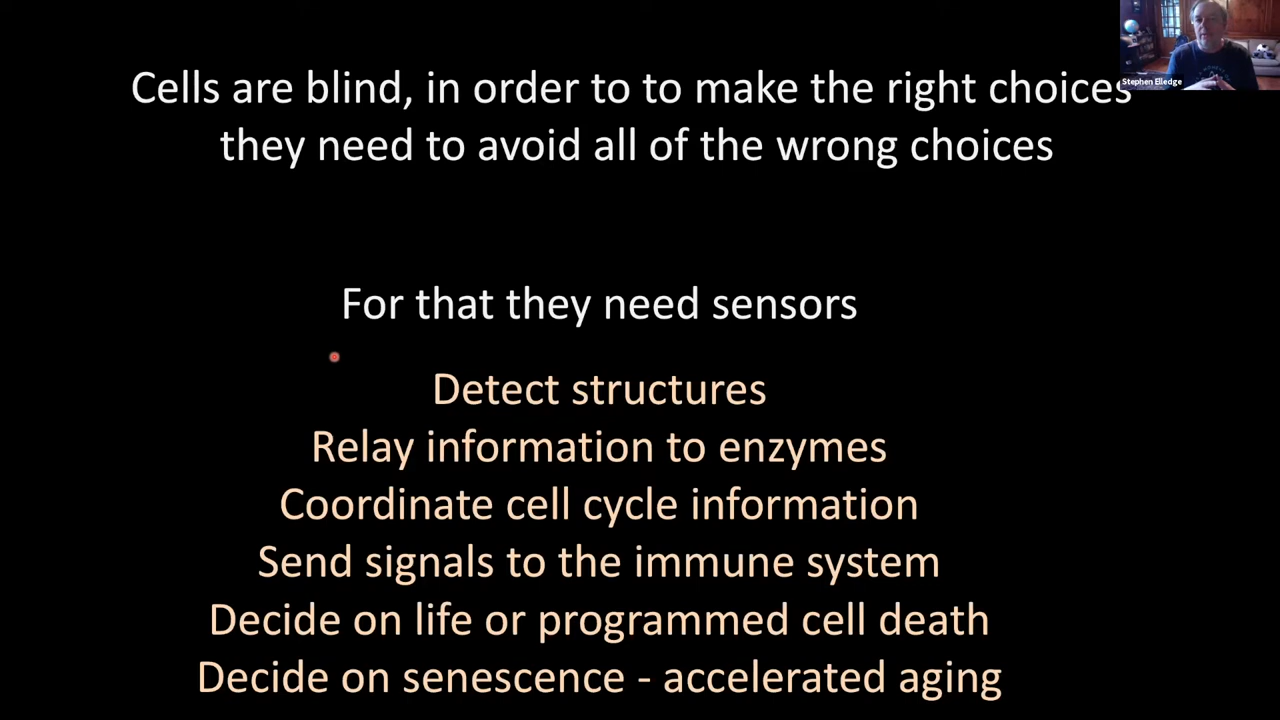 Cells are blind, in order to to make the right choices
they need to avoid all of the wrong choices
Stephen Elledge
For that they need sensors
Detect structures
Relay information to enzymes
Coordinate cell cycle information
Send signals to the immune system
Decide on life or programmed cell death
Decide on senescence - accelerated aging